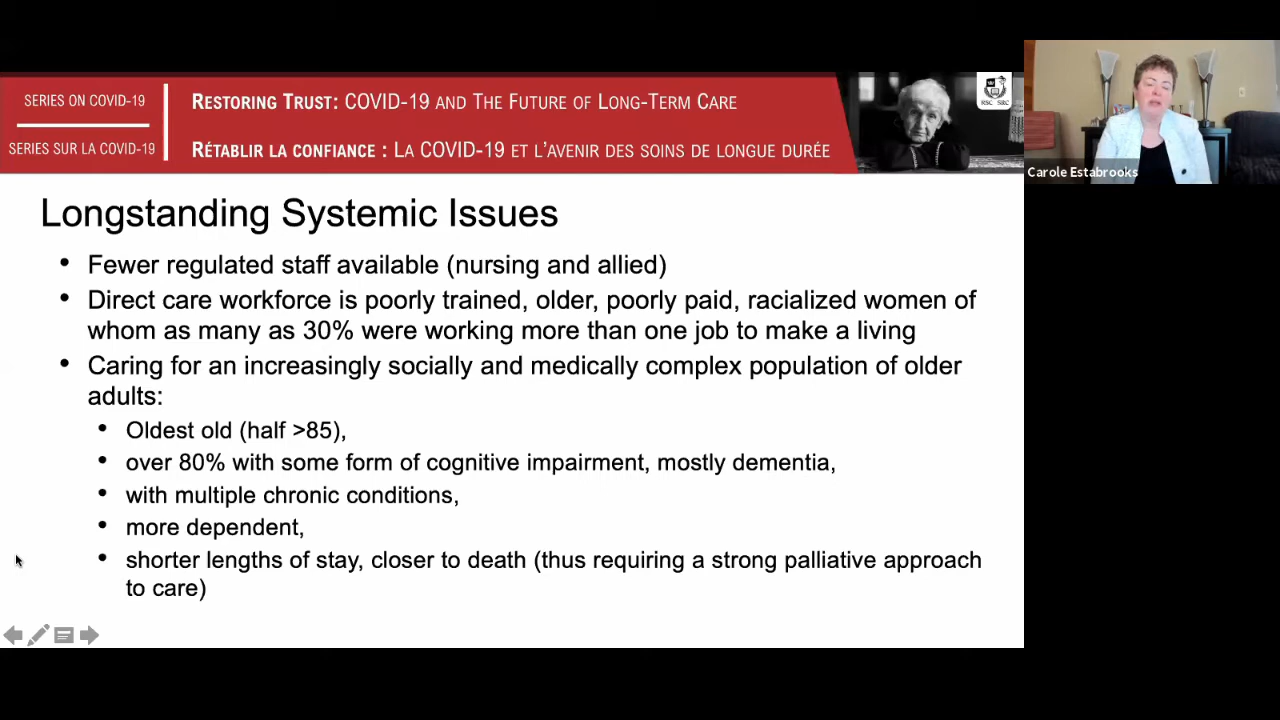 SERIES ON COVID-19
SERIES SUR LA COVID-19
RESTORING TRUST: COVID-19 AND THE FUTURE OF LONG-TERM CARE
RÉTABLIR LA CONFIANCE : LA COVID-19 ET L'AVENIR DES SOINS DE LONGUE DURÉE
RSC SRC
Carole Estabrooks
Longstanding Systemic Issues
• Fewer regulated staff available (nursing and allied)
• Direct care workforce is poorly trained, older, poorly paid, racialized women of
whom as many as 30% were working more than one job to make a living
• Caring for an increasingly socially and medically complex population of older
adults:
• Oldest old (half >85),
• over 80% with some form of cognitive impairment, mostly dementia,
• with multiple chronic conditions,
• more dependent,
• shorter lengths of stay, closer to death (thus requiring a strong palliative approach
to care)